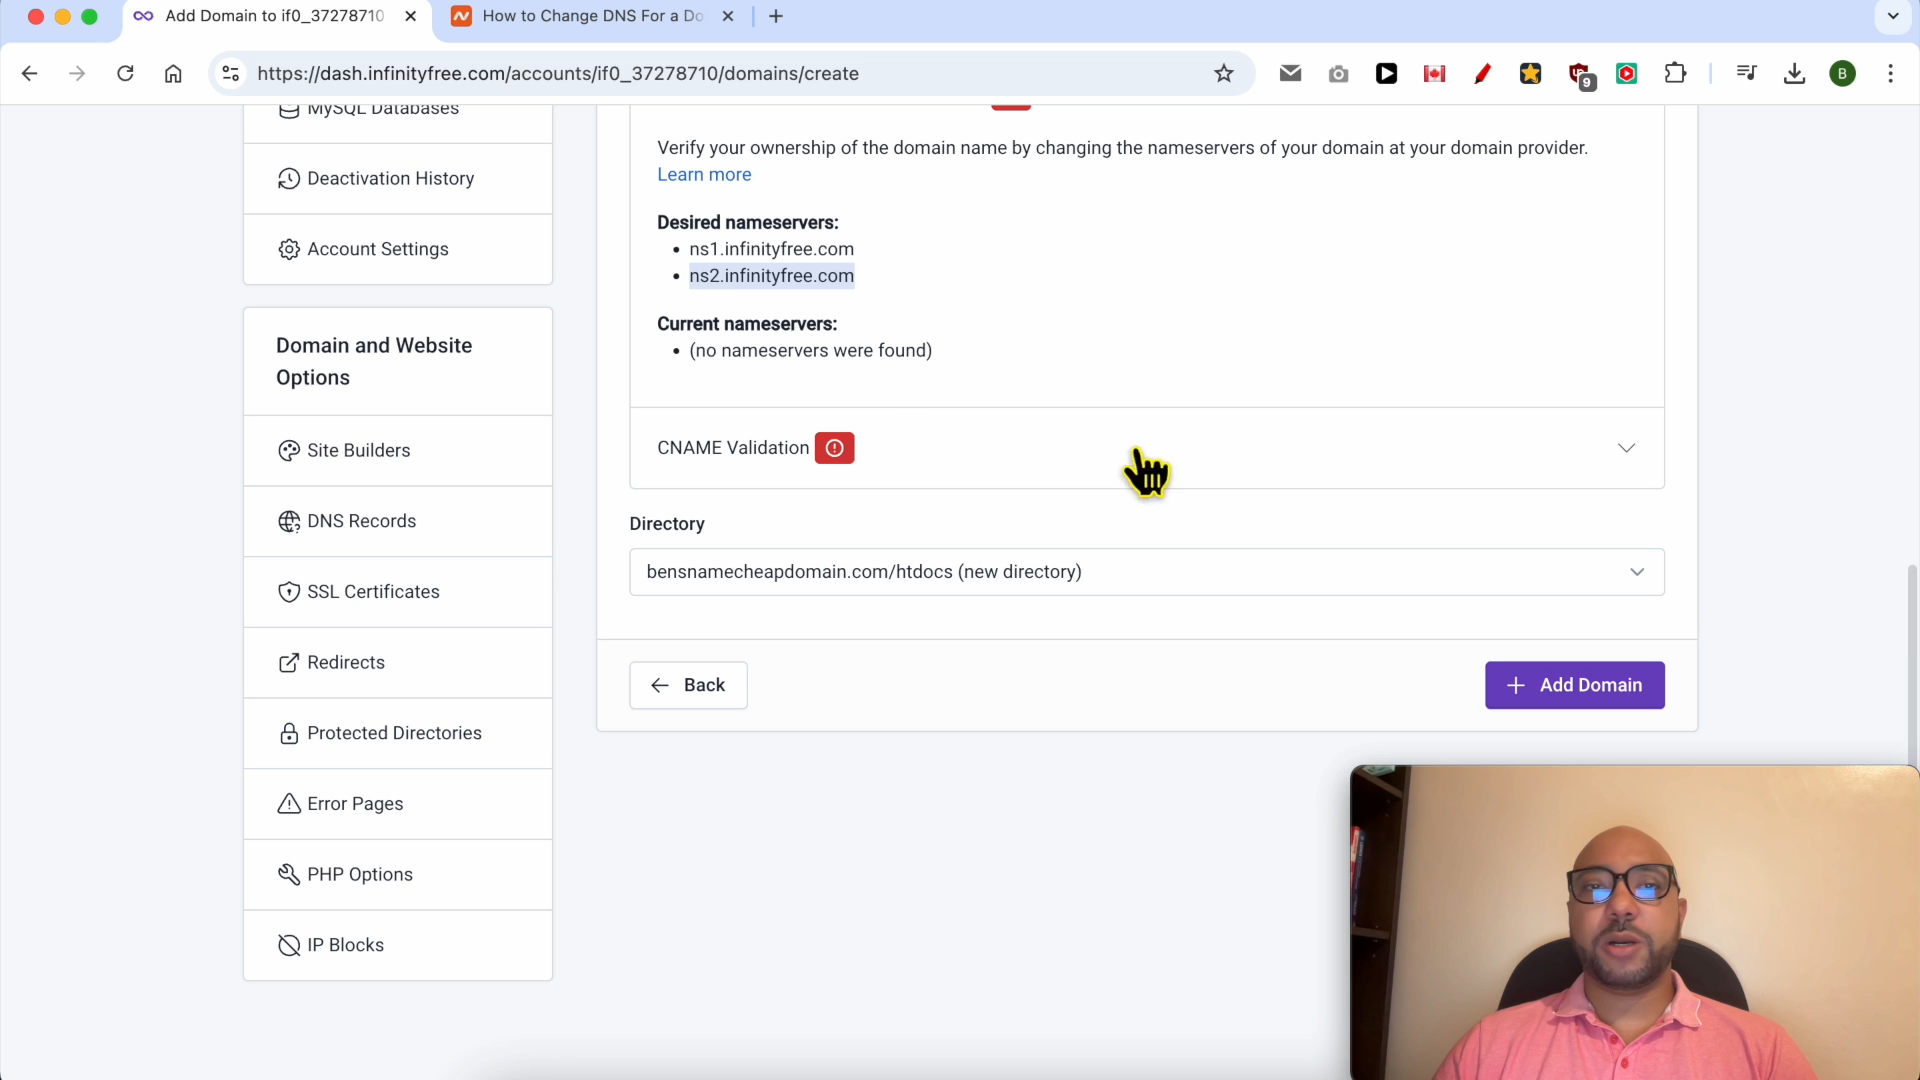 Add Domain to if0_37278710
How to Change DNS For a Do
https://dash.infinityfree.com/accounts/if0_37278710/domains/create
9
B
MySQL Databases
Deactivation History
Account Settings
Domain and Website
Options
Site Builders
DNS Records
SSL Certificates
Redirects
Protected Directories
Error Pages
PHP Options
IP Blocks
Verify your ownership of the domain name by changing the nameservers of your domain at your domain provider.
Learn more
Desired nameservers:
• ns1.infinityfree.com
• ns2.infinityfree.com
Current nameservers:
• (no nameservers were found)
CNAME Validation
Directory
bensnamecheapdomain.com/htdocs (new directory)
Back
Add Domain